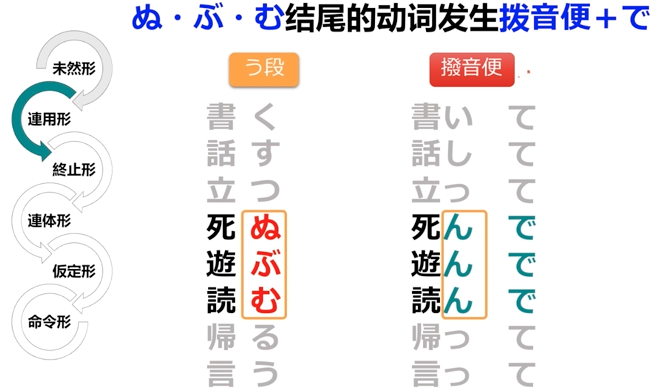 ぬ・ぶ・む结尾的动词发生拨音便＋で
う段
撥音便
未然形
連用形
終止形
連体形
仮定形
命令形
書 く 書い て
話 す 話し て
立 つ 立っ て
死 ぬ 死ん で
遊 ぶ 遊ん で
読 む 読ん で
帰 る 帰っ て
言 う 言っ て